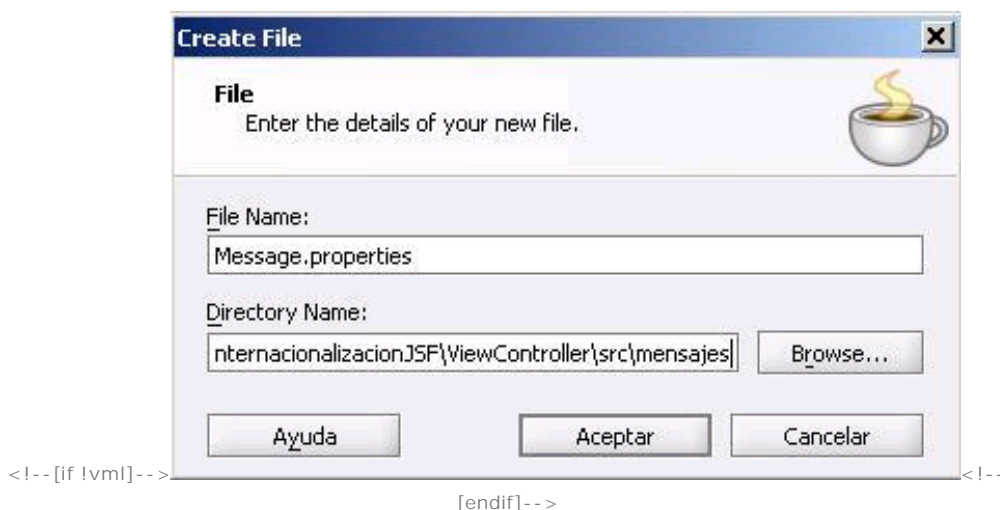 Create File
File
Enter the details of your new file.
File Name:
Message.properties
Directory Name:
nternacionalizacionJSF\ViewController\src\mensajes
Browse...
Ayuda
Aceptar
Cancelar
<!--[if !vml]--><!--
[endif]-->